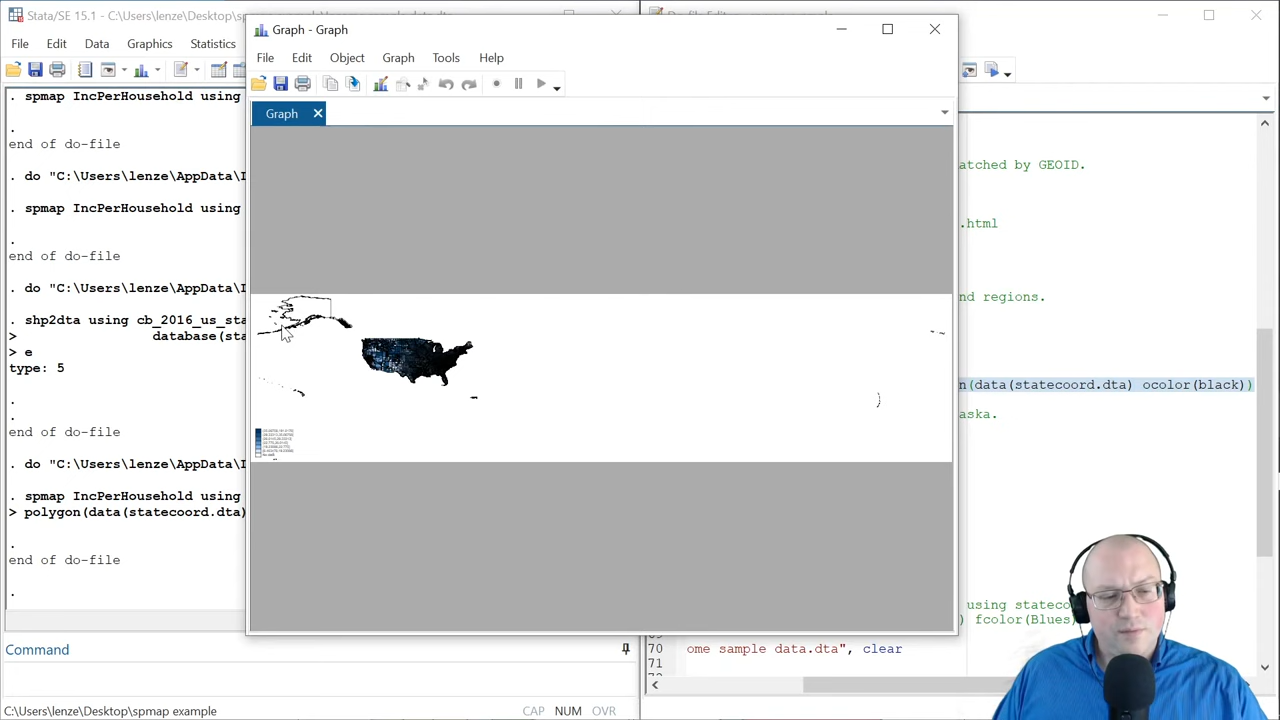 Stata/SE 15.1 - C:\Users\lenze\Desktop\sp
File Edit Data Graphics Statistics
. spmap IncPerHousehold using
.
end of do-file
. do "C:\Users\lenze\AppData\
. spmap IncPerHousehold using
.
end of do-file
. do "C:\Users\lenze\AppData\
. shp2dta using cb_2016_us_sta
> database(sta
> e
type: 5
.
.
end of do-file
. do "C:\Users\lenze\AppData\
. spmap IncPerHousehold using
> polygon(data(statecoord.dta)
.
end of do-file
.
Command
C:\Users\lenze\Desktop\spmap example
CAP NUM OVR
Graph - Graph
File Edit Object Graph Tools Help
Graph
atched by GEOID.
.html
nd regions.
n(data(statecoord.dta) ocolor(black))
aska.
using stateco
) fcolor(Blues)
70 ome sample data.dta", clear
71